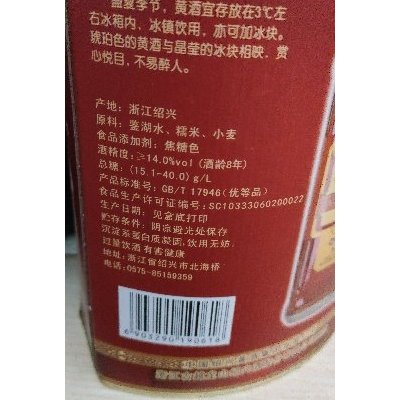 盛夏季节，黄酒宜存放在3℃左
右冰箱内，冰镇饮用，亦可加冰块。
琥珀色的黄酒与晶莹的冰块相映，赏
心悦目，不易醉人。
产地：浙江绍兴
原料：鉴湖水、糯米、小麦
食品添加剂：焦糖色
酒精度：≥14.0%vol（酒龄8年）
总糖：(15.1-40.0)g/L
产品标准号：GB/T 17946（优等品）
食品生产许可证编号：SC10333060200022
生产日期：见盒底打印
贮存条件：阴凉避光处保存
沉淀系蛋白质凝固，饮用无妨
过量饮酒有害健康
地址：浙江省绍兴市北海桥
电话：0575-85159359
6 903290 190618